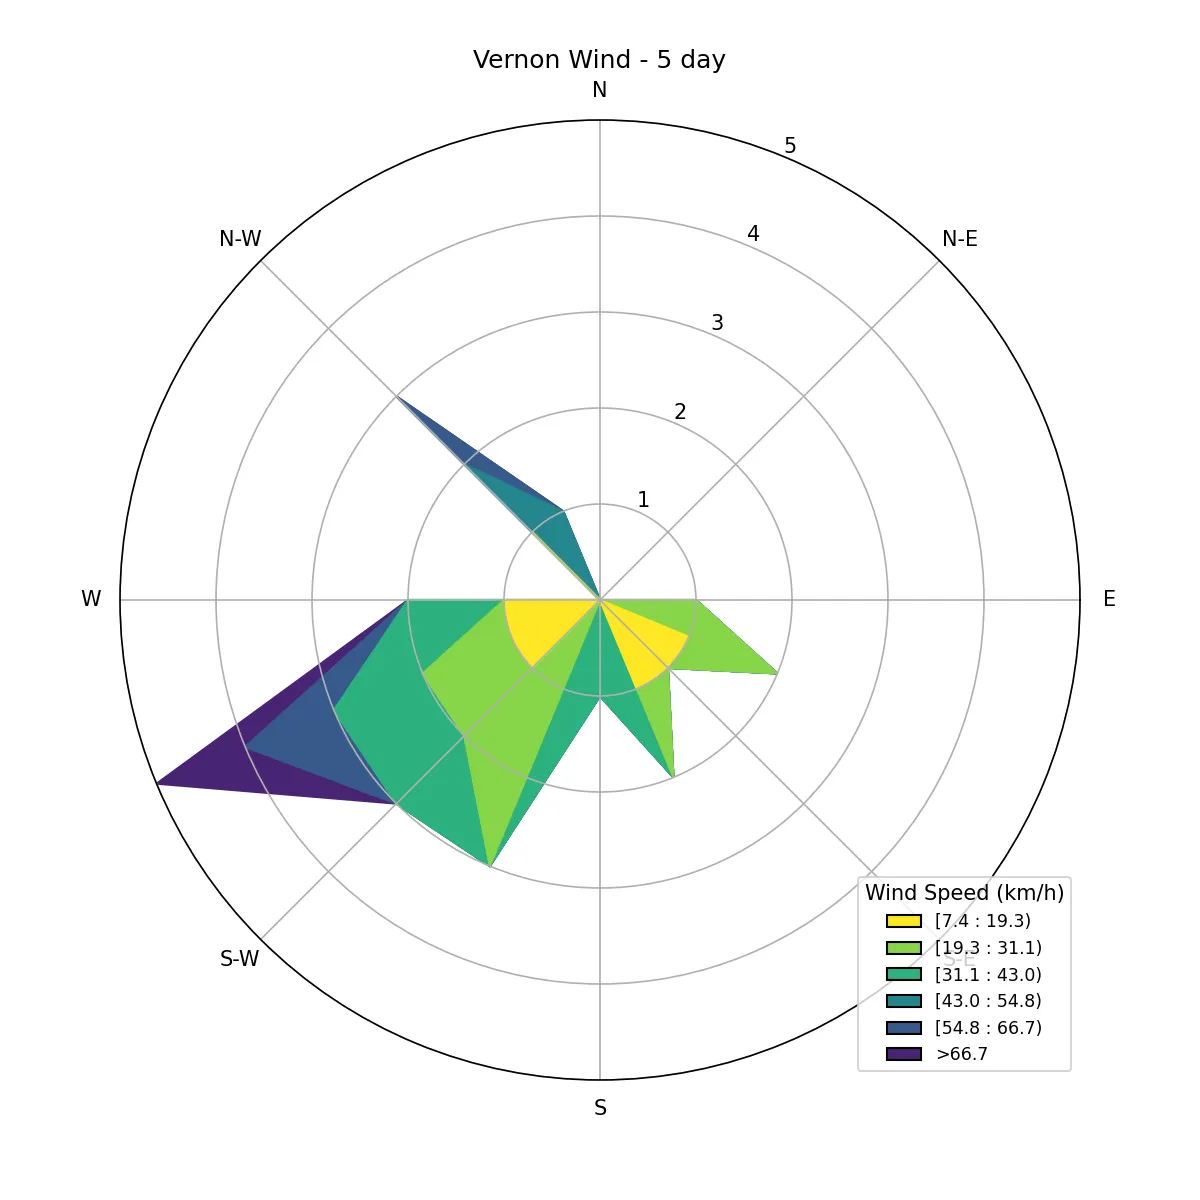 Vernon Wind - 5 day
N
5
N-W
4
N-E
3
2
1
W
E
Wind Speed (km/h)
[7.4 : 19.3)
[19.3 : 31.1)
S-W
S-E
[31.1 : 43.0)
[43.0 : 54.8)
[54.8 : 66.7)
>66.7
S